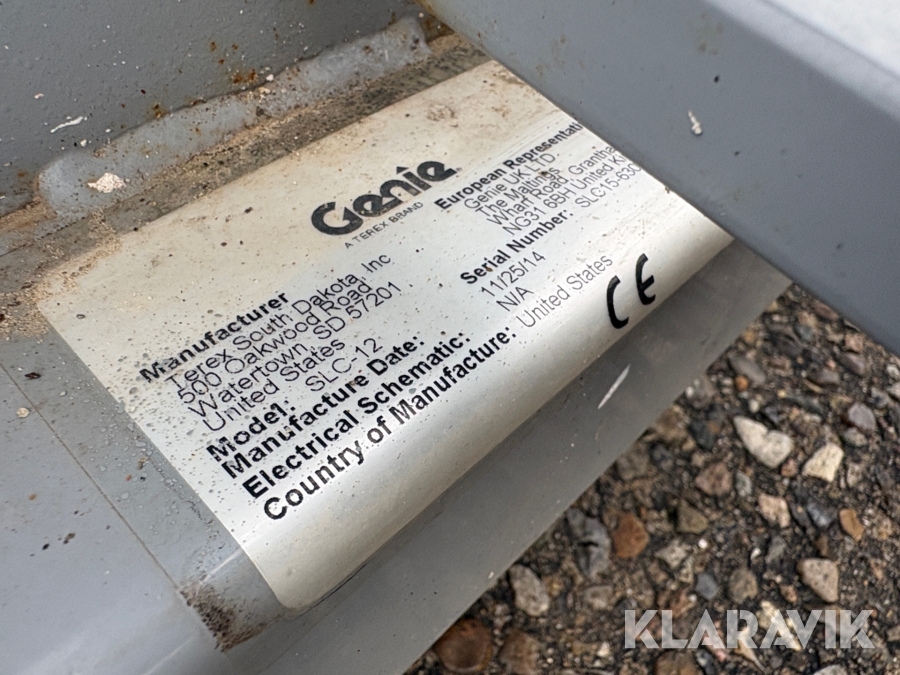 Genie
A TEREX BRAND
Manufacturer
Terex South Dakota, Inc
500 Oakwood Road
Watertown, SD 57201
United States
European
Genie UK LTD
The Maltings
Wharf Road,
NG31 6BH United
Model: SLC-12
Serial Number:
Manufacture Date: 11/25/14
Electrical Schematic: N/A
Country of Manufacture: United States
CE
KLARAVIK